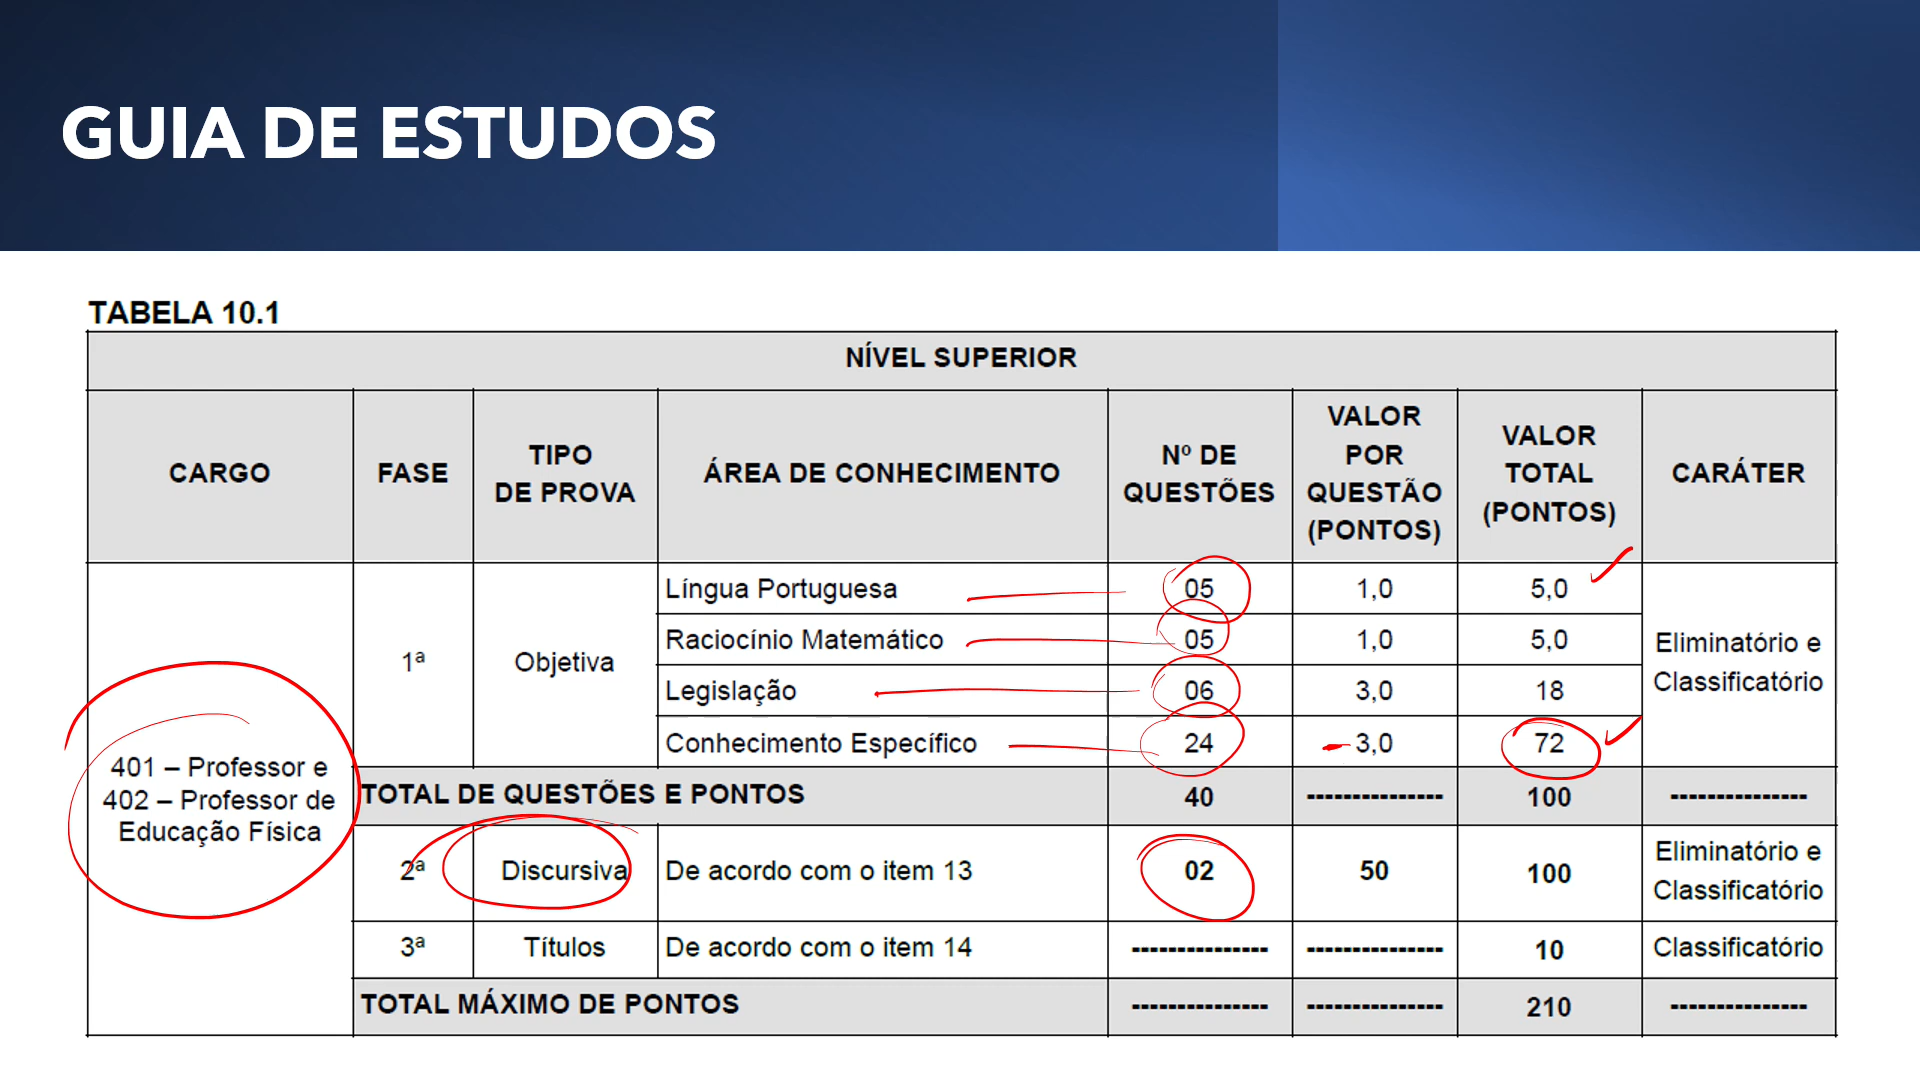 GUIA DE ESTUDOS
TABELA 10.1
NÍVEL SUPERIOR
CARGO
FASE
TIPO
DE PROVA
ÁREA DE CONHECIMENTO
Nº DE
QUESTÕES
VALOR
POR
QUESTÃO
(PONTOS)
VALOR
TOTAL
(PONTOS)
CARÁTER
401 – Professor e
402 – Professor de
Educação Física
1ª
Objetiva
Língua Portuguesa 05 1,0 5,0
Raciocínio Matemático 05 1,0 5,0
Legislação 06 3,0 18
Conhecimento Específico 24 3,0 72
Eliminatório e
Classificatório
TOTAL DE QUESTÕES E PONTOS 40 --------------- 100 ---------------
2ª Discursiva De acordo com o item 13 02 50 100
Eliminatório e
Classificatório
3ª Títulos De acordo com o item 14 --------------- --------------- 10 Classificatório
TOTAL MÁXIMO DE PONTOS --------------- --------------- 210 ---------------